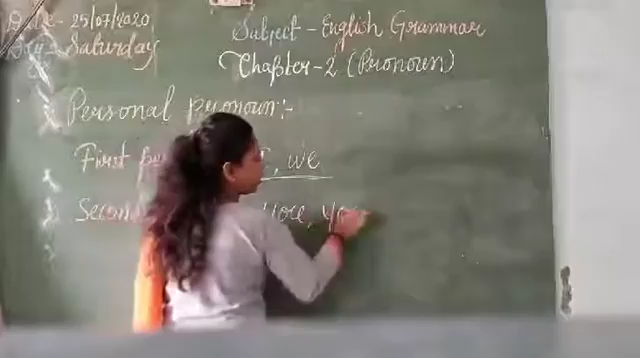 Date - 25/07/2020
Day - Saturday
Subject - English Grammar
Chapter-2 (Pronoun)
Personal pronoun:-
First , we
Second